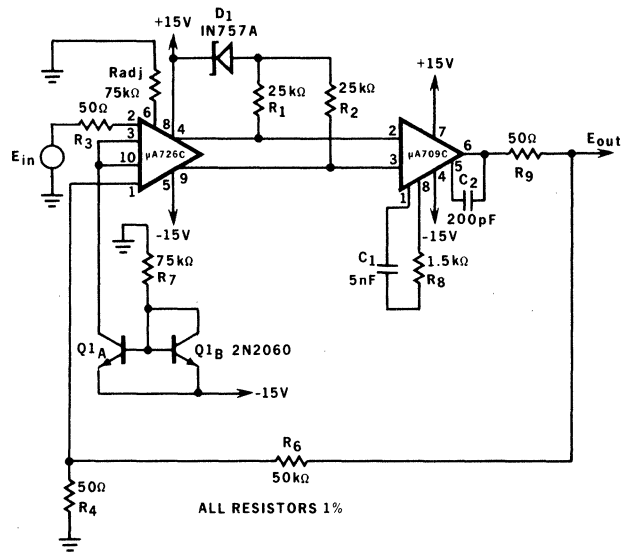 D1
IN757A
+15V
Radj
75kΩ
25kΩ
R1
25kΩ
R2
+15V
50Ω
R3
Ein
2
3
10
1
6
8
4
μA726C
5
9
-15V
2
3
μA709C
7
6
5
4
8
1
-15V
C2
200pF
50Ω
R9
Eout
75kΩ
R7
C1
5nF
1.5kΩ
R8
Q1A
Q1B 2N2060
-15V
R6
50kΩ
50Ω
R4
ALL RESISTORS 1%